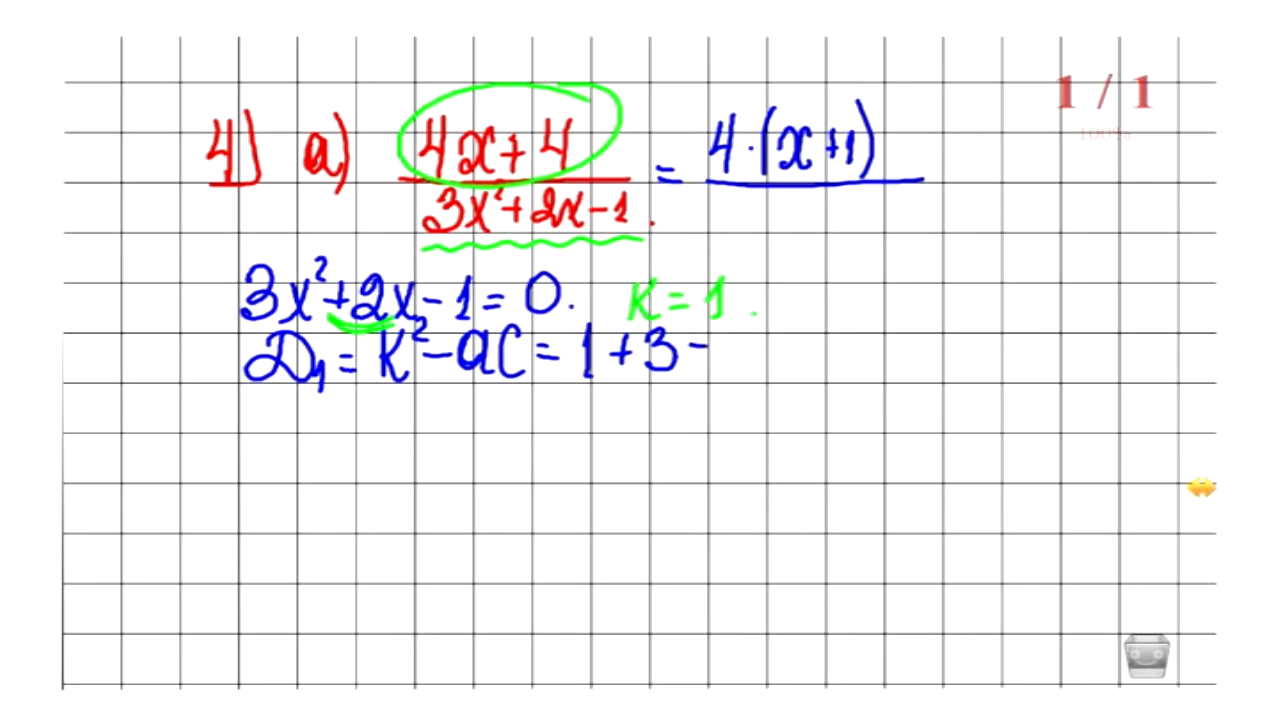 1 / 1
100%
4) а) (4x+4)/(3x²+2x-1) = 4·(x+1)/
3x²+2x-1=0. K=1.
D₁=K²-ac=1+3=